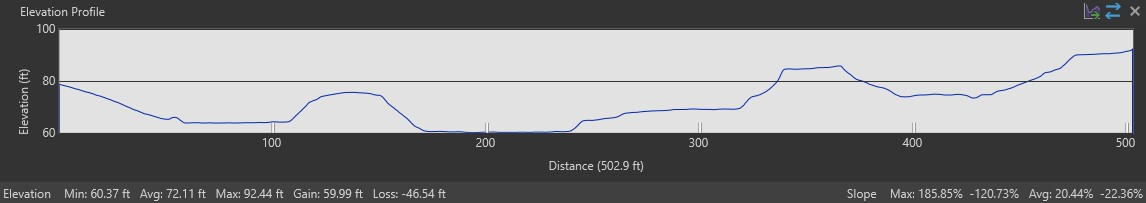 Elevation Profile
100
80
60
Elevation (ft)
100 200 300 400 500
Distance (502.9 ft)
Elevation Min: 60.37 ft Avg: 72.11 ft Max: 92.44 ft Gain: 59.99 ft Loss: -46.54 ft Slope Max: 185.85% -120.73% Avg: 20.44% -22.36%